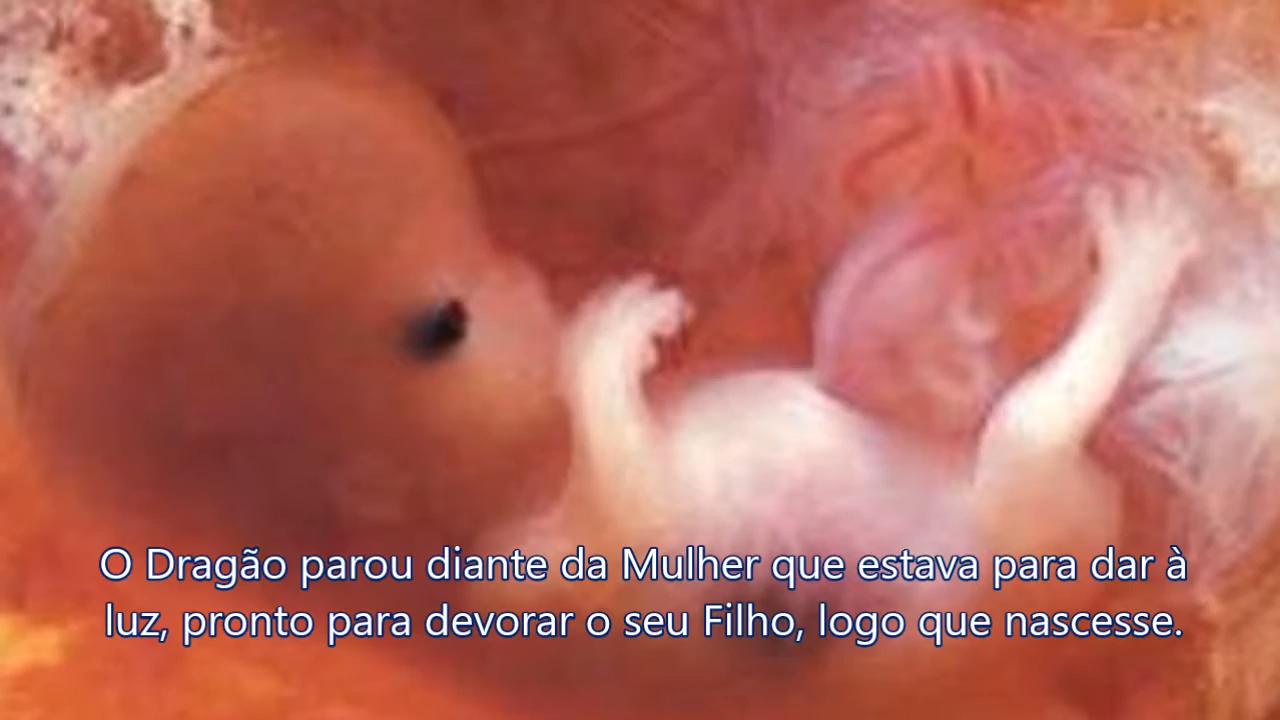 O Dragão parou diante da Mulher que estava para dar à
luz, pronto para devorar o seu Filho, logo que nascesse.